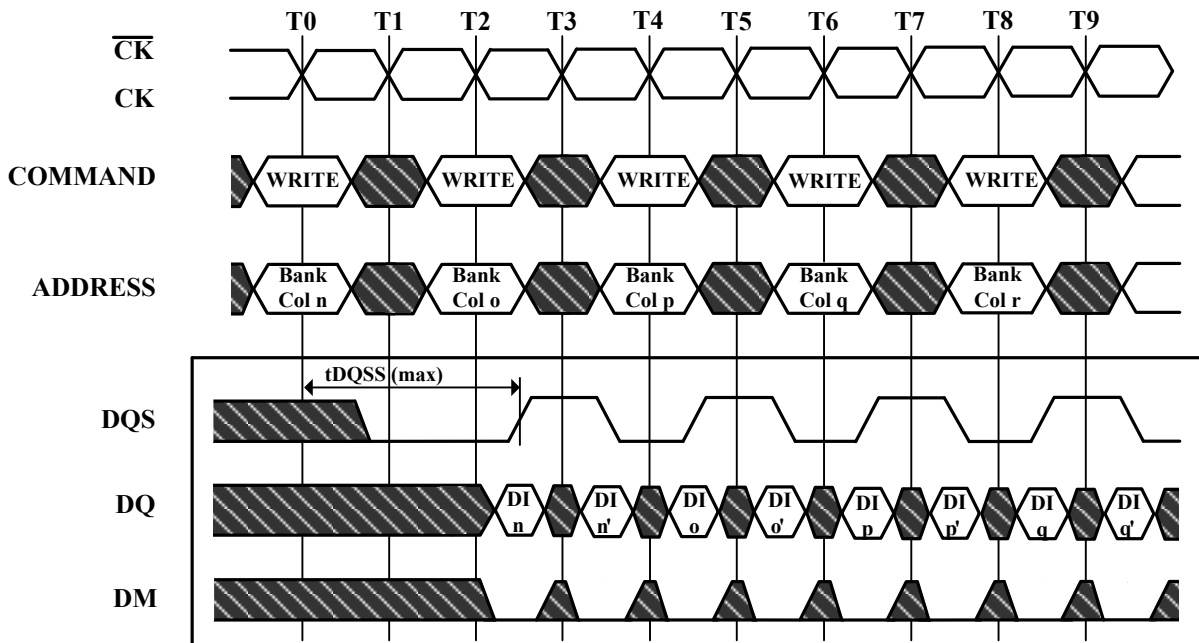 T0 T1 T2 T3 T4 T5 T6 T7 T8 T9
CK
CK
COMMAND WRITE WRITE WRITE WRITE WRITE
ADDRESS Bank Col n Bank Col o Bank Col p Bank Col q Bank Col r
tDQSS (max)
DQS
DQ DI n DI n' DI o DI o' DI p DI p' DI q DI q'
DM